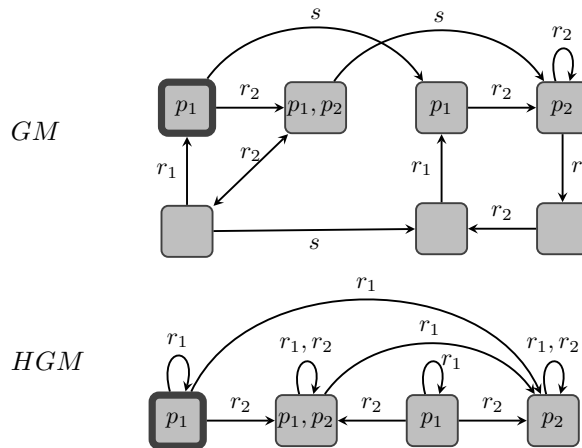 s s r₂
GM p₁ r₂ p₁, p₂ p₁ r₂ p₂
r₁ r₂ r₁ r
s r₂
r₁
HGM r₁ r₁, r₂ r₁ r₁ r₁, r₂
p₁ r₂ p₁, p₂ r₂ p₁ r₂ p₂